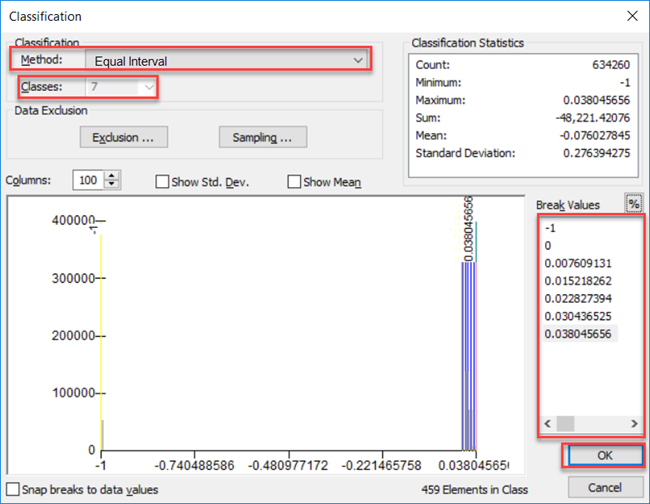 Classification
Classification
Method: Equal Interval
Classes: 7
Data Exclusion
Exclusion ...
Sampling ...
Classification Statistics
Count: 634260
Minimum: -1
Maximum: 0.038045656
Sum: -48,221.42076
Mean: -0.076027845
Standard Deviation: 0.276394275
Columns: 100
Show Std. Dev.
Show Mean
Break Values
%
400000
300000
200000
100000
0
-1
0.038045656
-1
-0.740488586
-0.480977172
-0.221465758
0.038045656
-1
0
0.007609131
0.015218262
0.022827394
0.030436525
0.038045656
OK
Cancel
Snap breaks to data values
459 Elements in Class